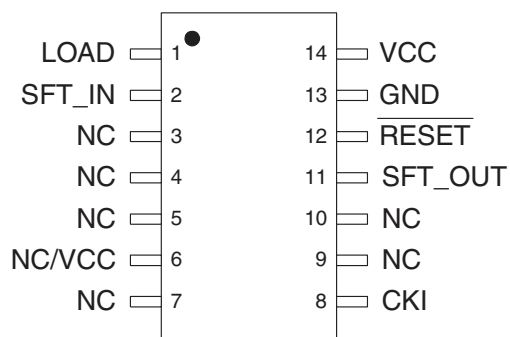 LOAD 1 14 VCC
SFT_IN 2 13 GND
NC 3 12 R̅E̅S̅E̅T̅
NC 4 11 SFT_OUT
NC 5 10 NC
NC/VCC 6 9 NC
NC 7 8 CKI